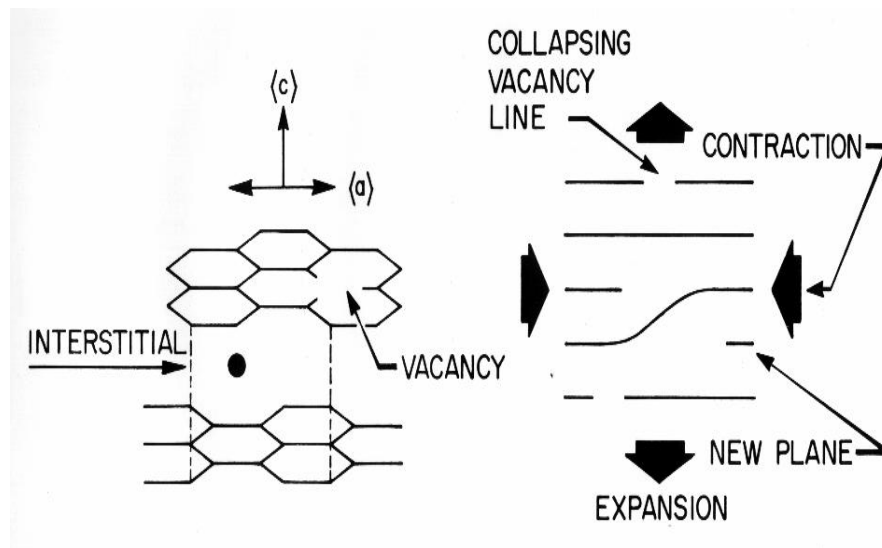 ⟨c⟩
⟨a⟩
INTERSTITIAL
VACANCY
COLLAPSING
VACANCY
LINE
CONTRACTION
NEW PLANE
EXPANSION